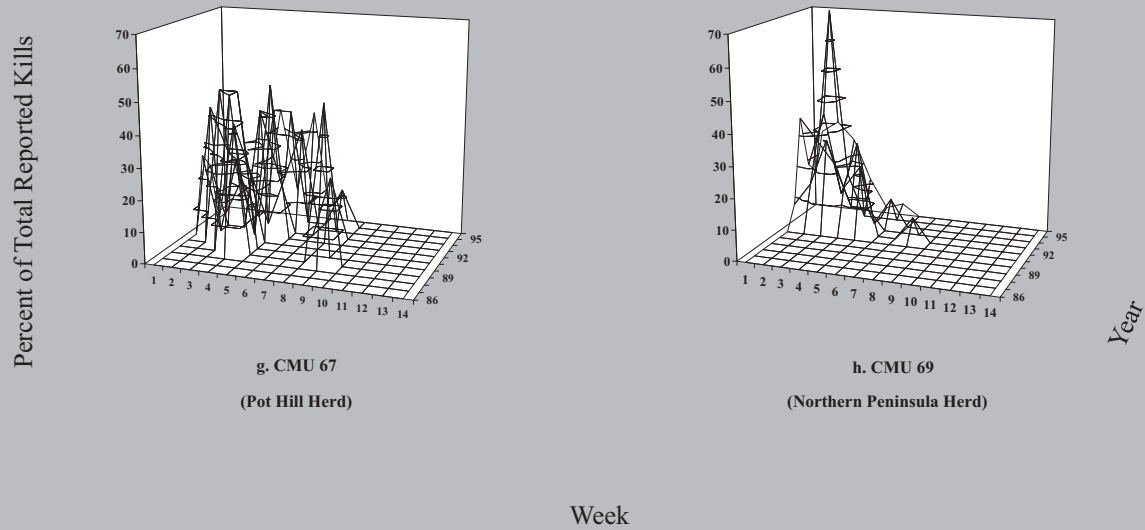 Percent of Total Reported Kills
70
60
50
40
30
20
10
0
1 2 3 4 5 6 7 8 9 10 11 12 13 14
95
92
89
86
g. CMU 67
(Pot Hill Herd)
70
60
50
40
30
20
10
0
1 2 3 4 5 6 7 8 9 10 11 12 13 14
95
92
89
86
h. CMU 69
(Northern Peninsula Herd)
Year
Week